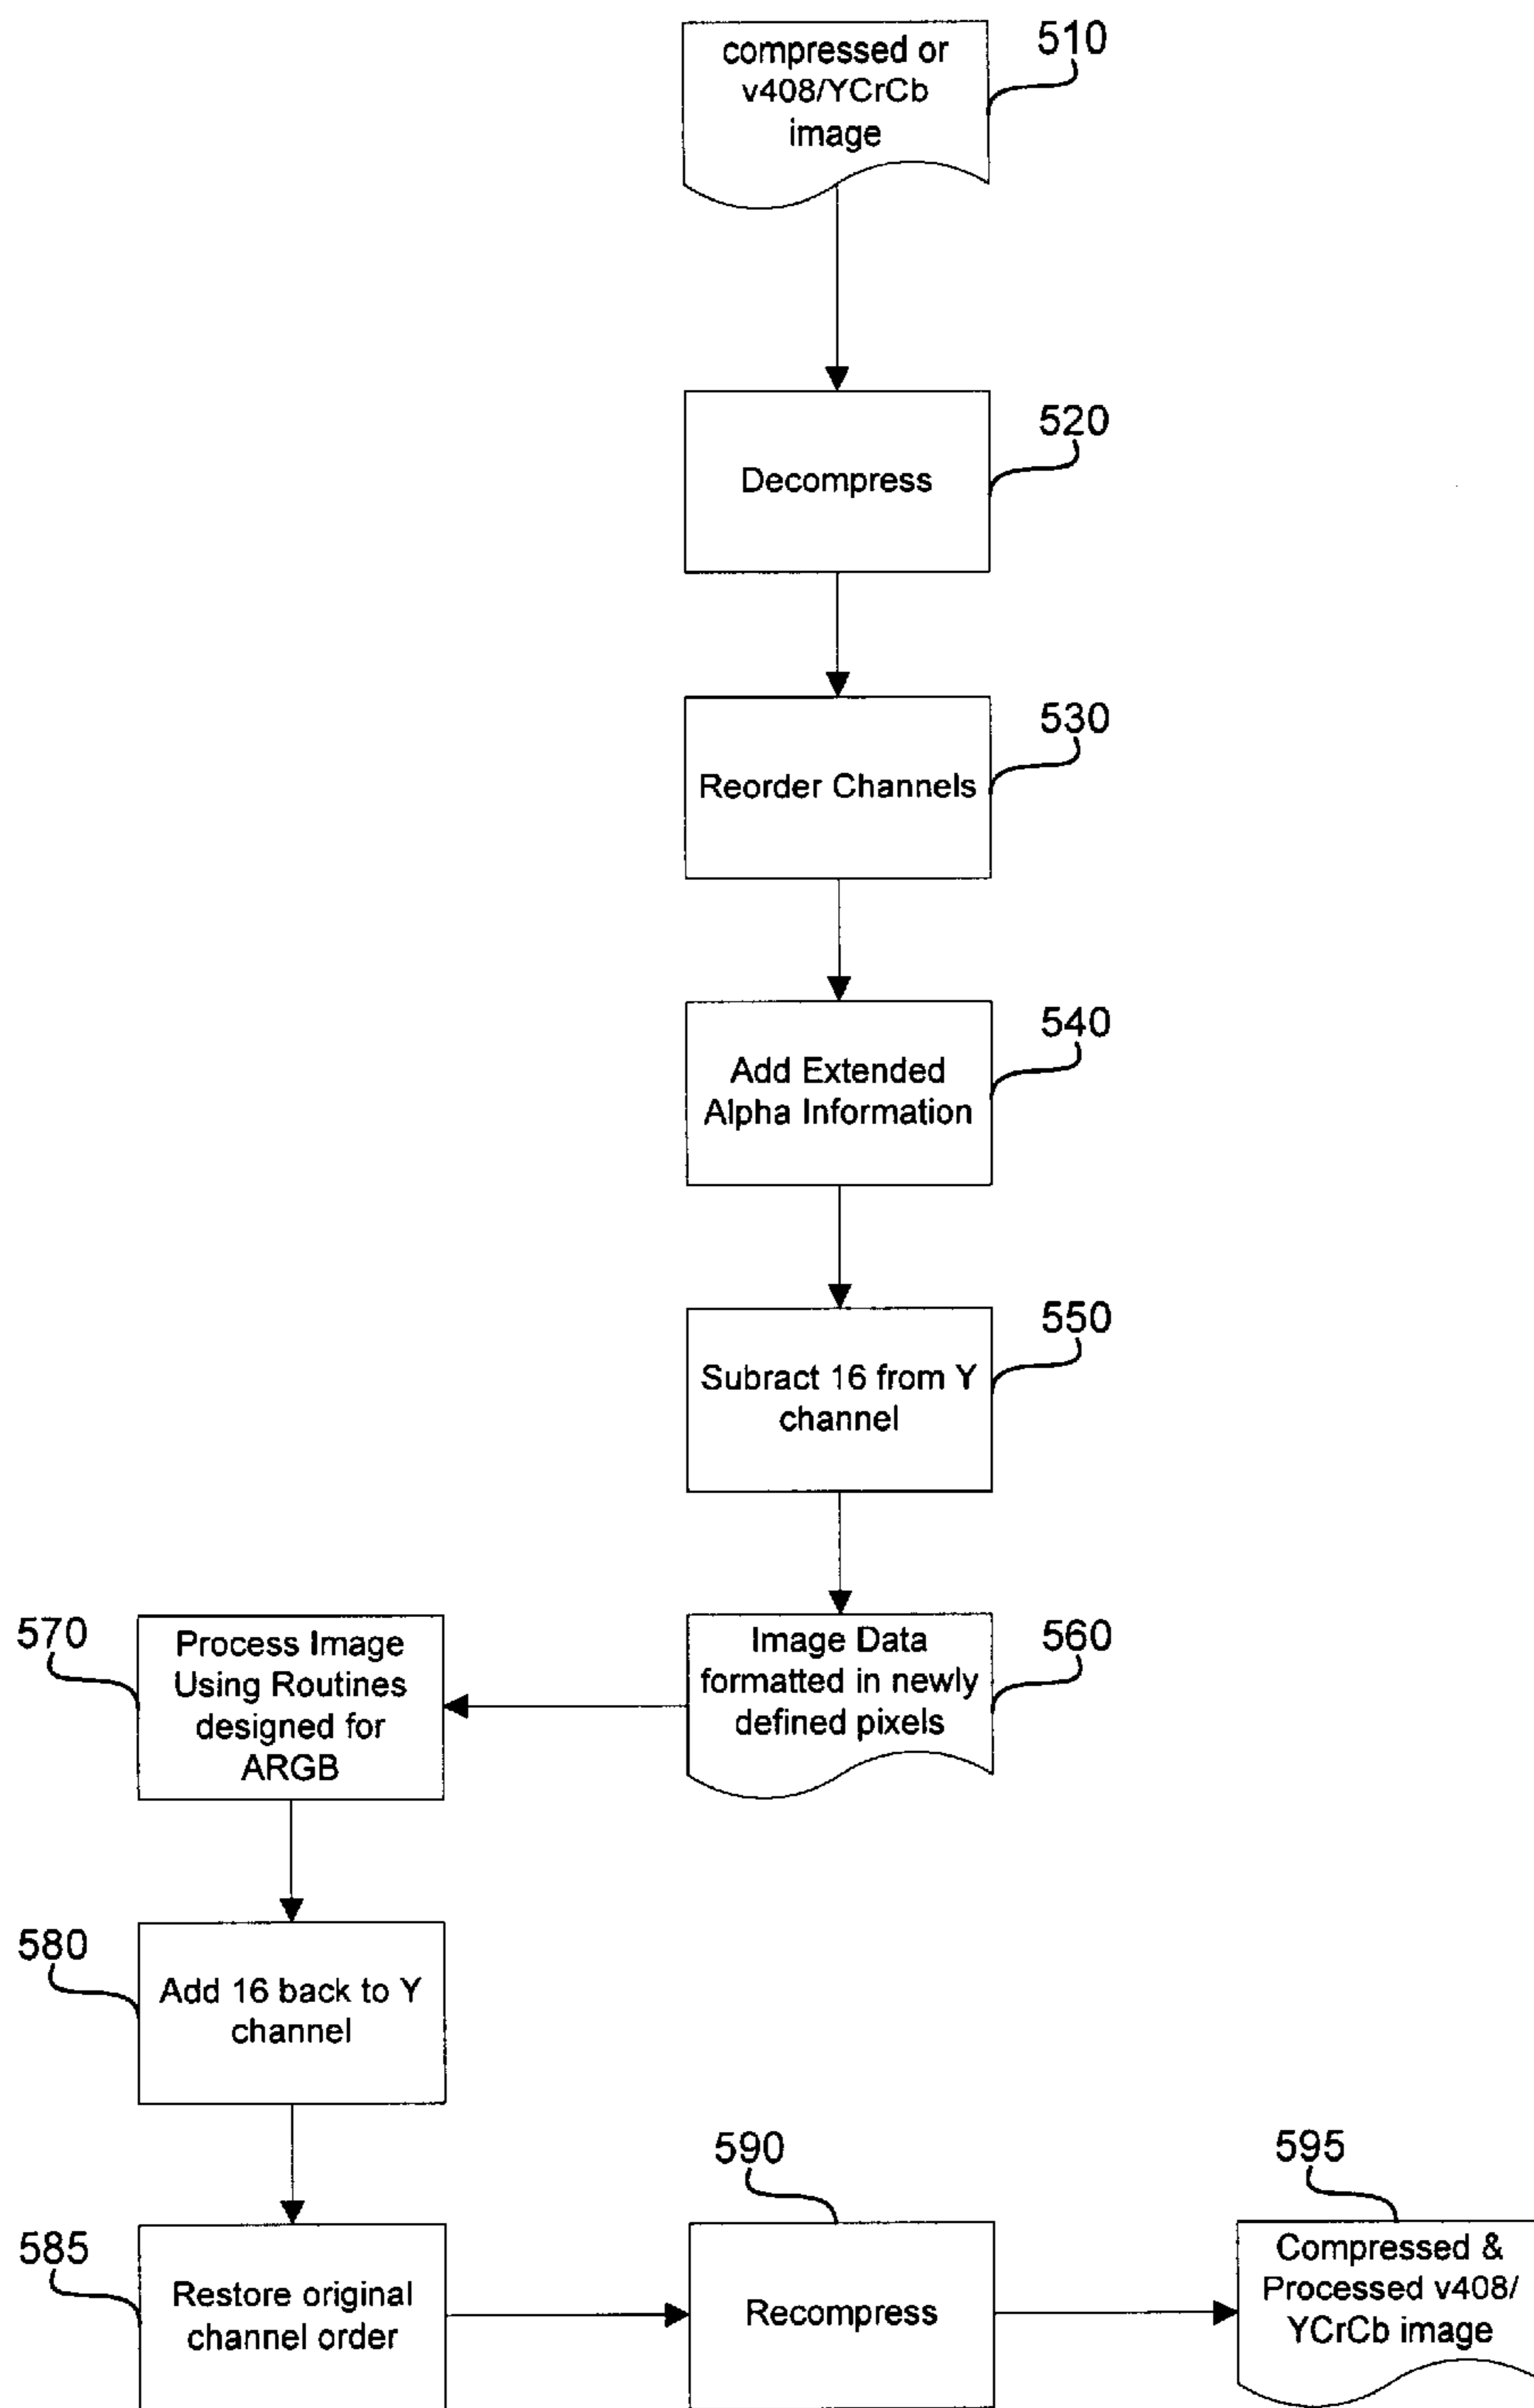 compressed or
v408/YCrCb
image
510
Decompress
520
Reorder Channels
530
Add Extended
Alpha Information
540
Subract 16 from Y
channel
550
Image Data
formatted in newly
defined pixels
560
570
Process Image
Using Routines
designed for
ARGB
580
Add 16 back to Y
channel
585
Restore original
channel order
590
Recompress
595
Compressed &
Processed v408/
YCrCb image